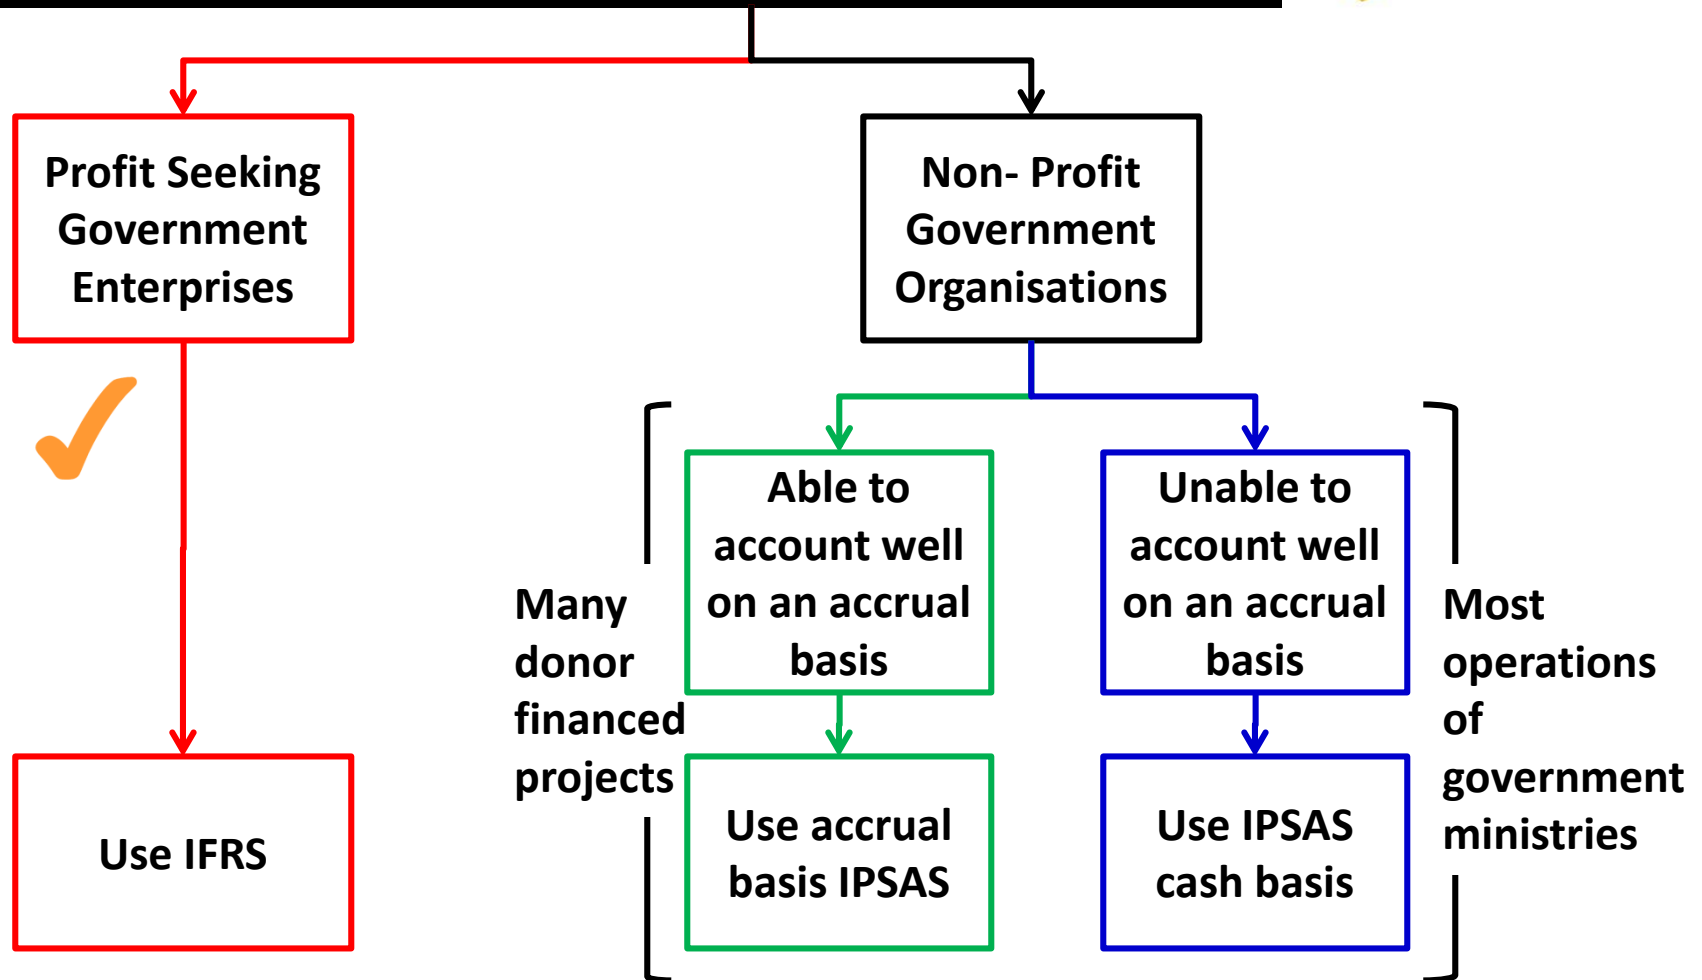 Profit Seeking
Government
Enterprises
Non- Profit
Government
Organisations
Able to
account well
on an accrual
basis
Unable to
account well
on an accrual
basis
Many
donor
financed
projects
Most
operations
of
government
ministries
Use IFRS
Use accrual
basis IPSAS
Use IPSAS
cash basis